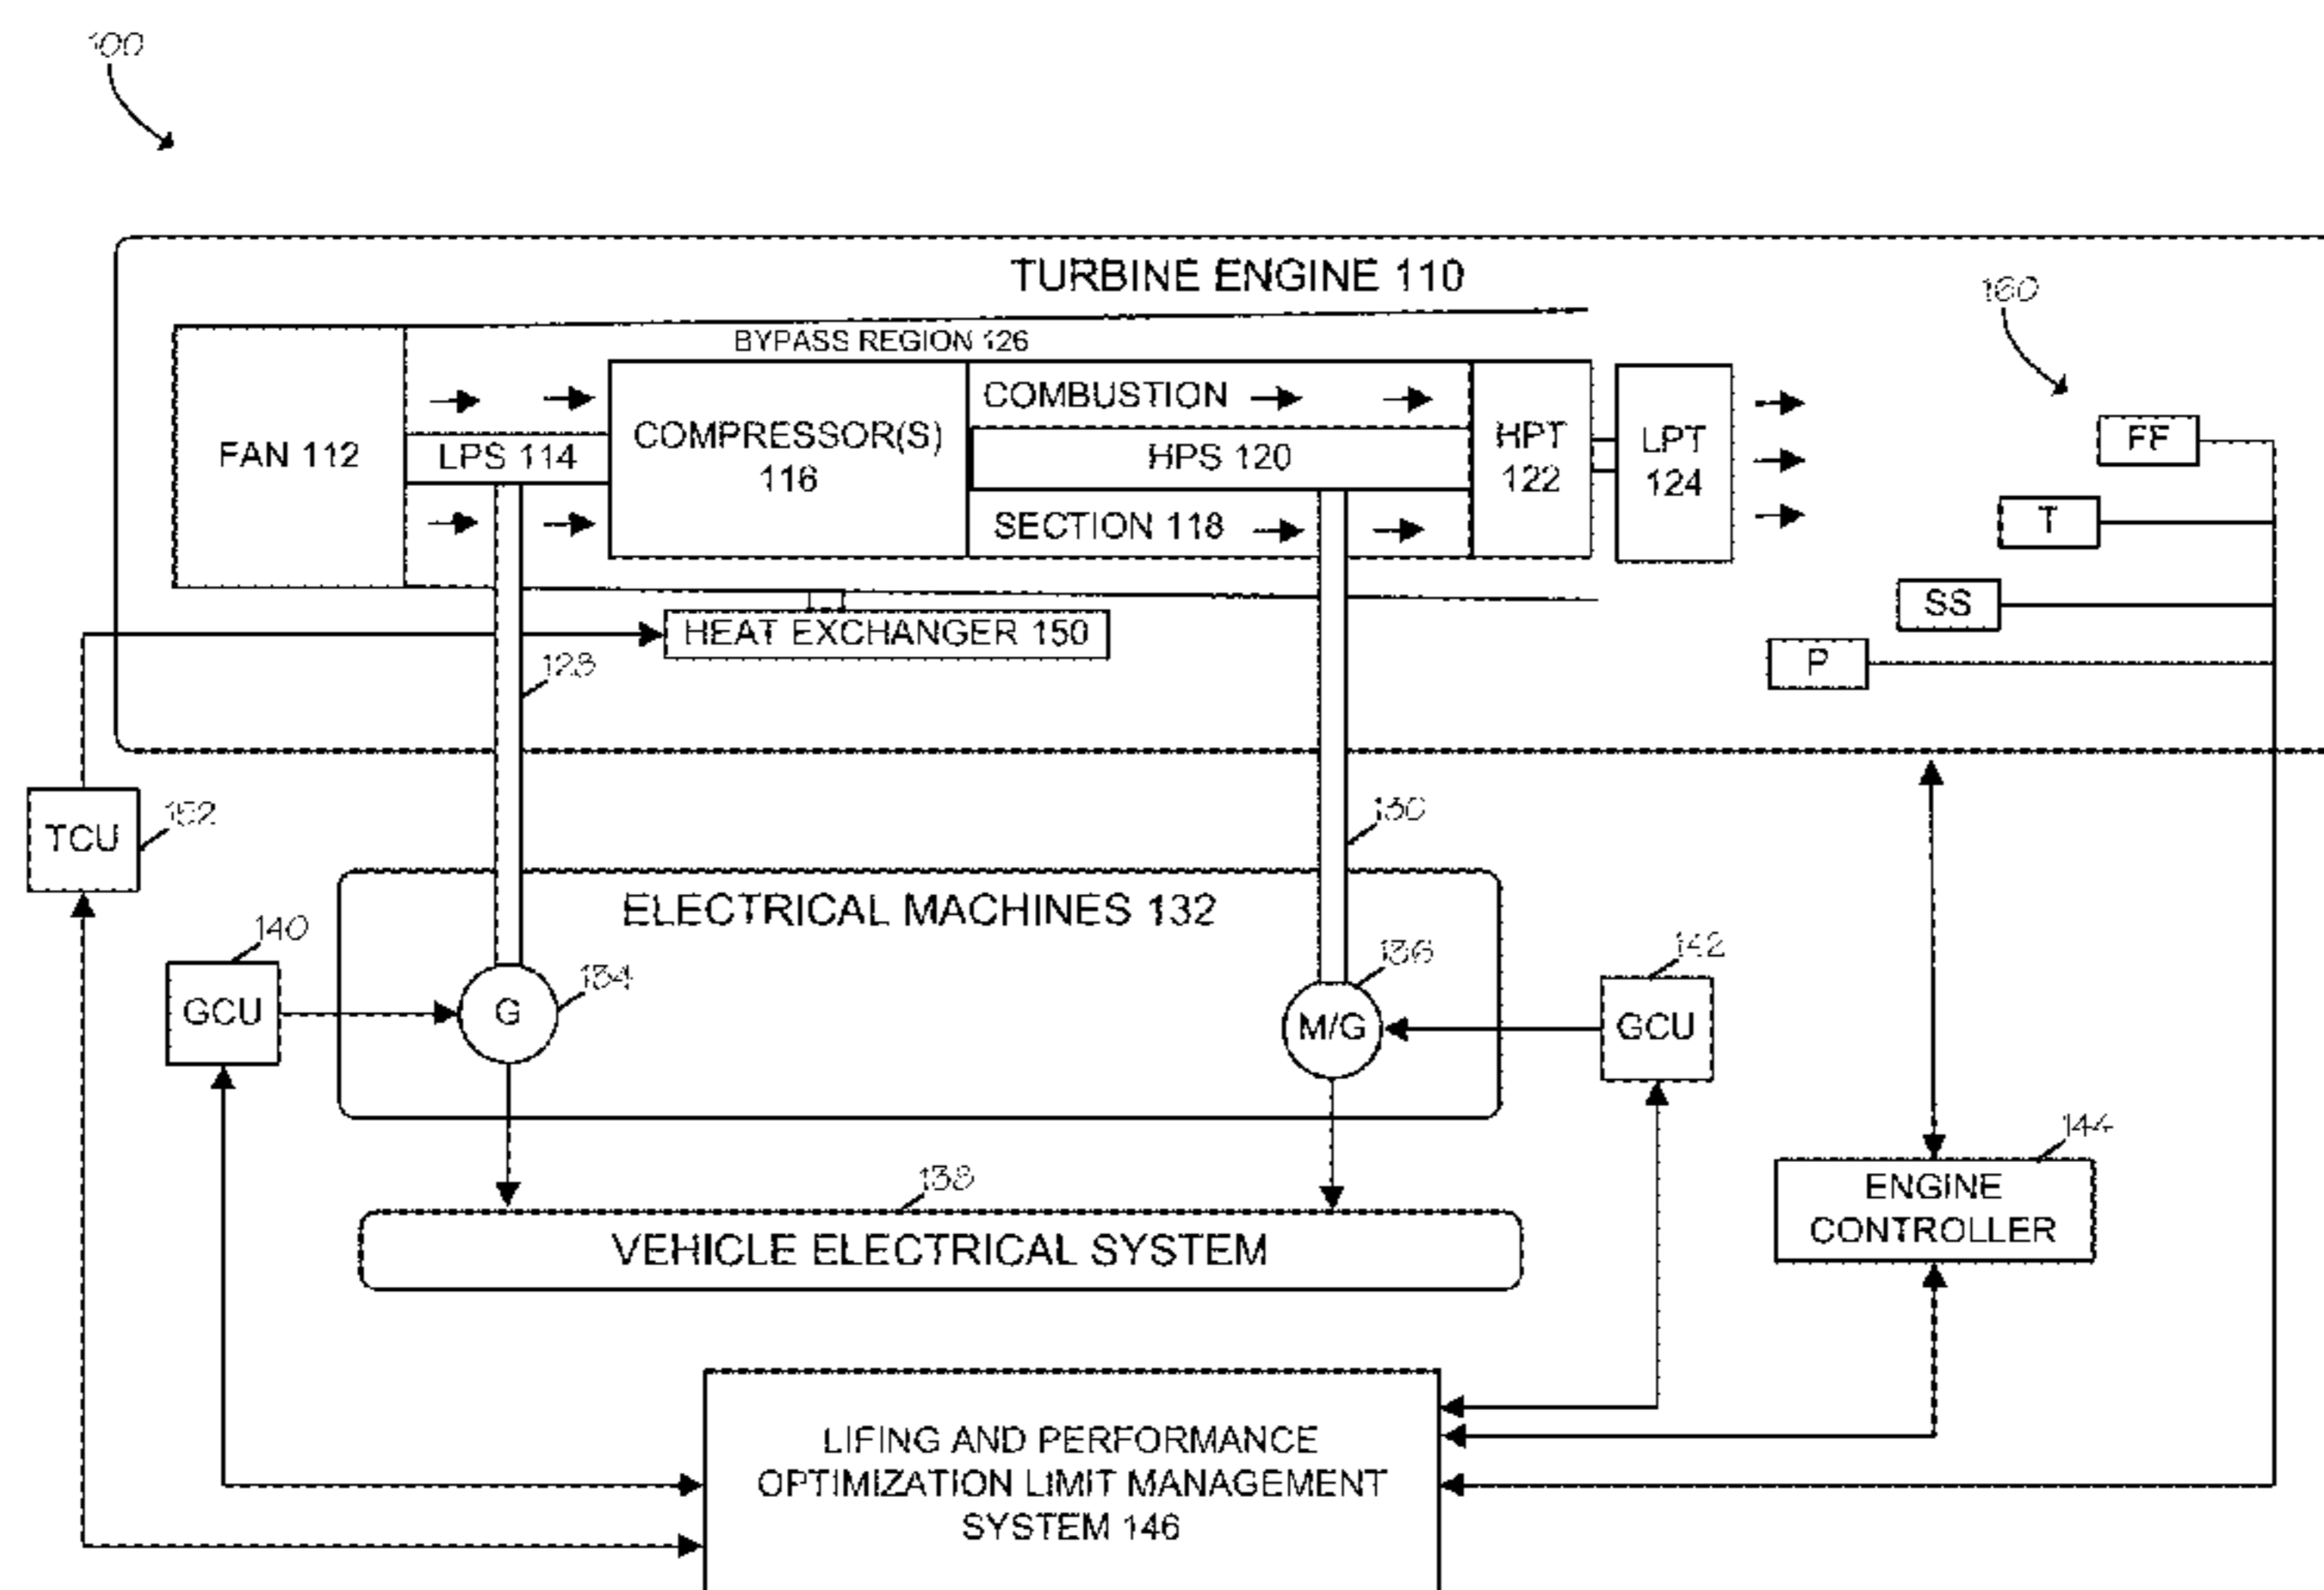 100
TURBINE ENGINE 110
160
BYPASS REGION 126
FAN 112
LPS 114
COMPRESSOR(S)
116
COMBUSTION
HPS 120
SECTION 118
HPT
122
LPT
124
FF
T
SS
P
HEAT EXCHANGER 150
128
TCU
152
130
ELECTRICAL MACHINES 132
140
GCU
G
134
M/G
136
142
GCU
144
ENGINE
CONTROLLER
138
VEHICLE ELECTRICAL SYSTEM
LIFING AND PERFORMANCE
OPTIMIZATION LIMIT MANAGEMENT
SYSTEM 146